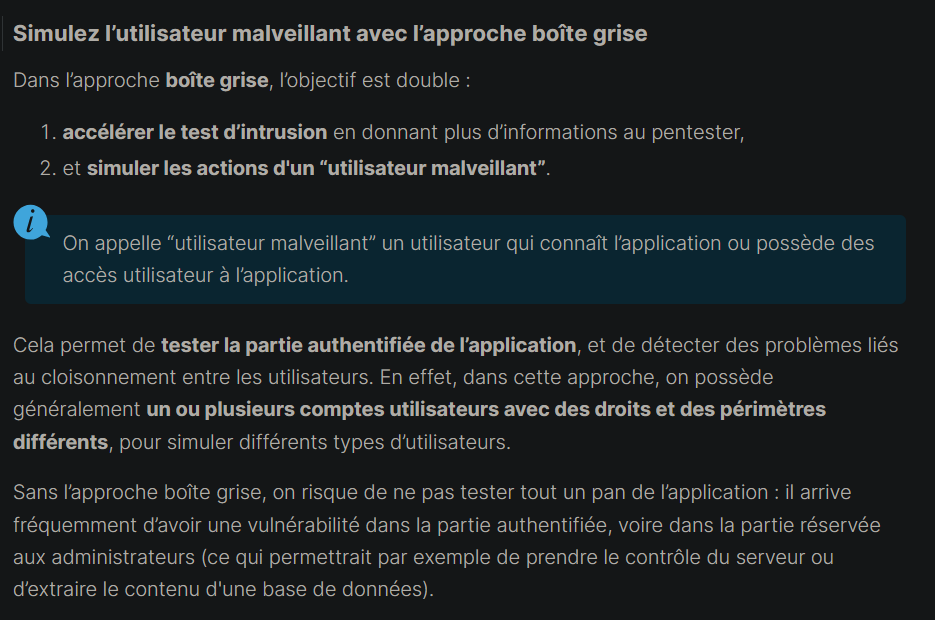 Simulez l’utilisateur malveillant avec l’approche boîte grise
Dans l’approche boîte grise, l’objectif est double :
1. accélérer le test d’intrusion en donnant plus d’informations au pentester,
2. et simuler les actions d'un “utilisateur malveillant”.
i
On appelle “utilisateur malveillant” un utilisateur qui connaît l’application ou possède des
accès utilisateur à l’application.
Cela permet de tester la partie authentifiée de l’application, et de détecter des problèmes liés
au cloisonnement entre les utilisateurs. En effet, dans cette approche, on possède
généralement un ou plusieurs comptes utilisateurs avec des droits et des périmètres
différents, pour simuler différents types d’utilisateurs.
Sans l’approche boîte grise, on risque de ne pas tester tout un pan de l’application : il arrive
fréquemment d’avoir une vulnérabilité dans la partie authentifiée, voire dans la partie réservée
aux administrateurs (ce qui permettrait par exemple de prendre le contrôle du serveur ou
d’extraire le contenu d'une base de données).